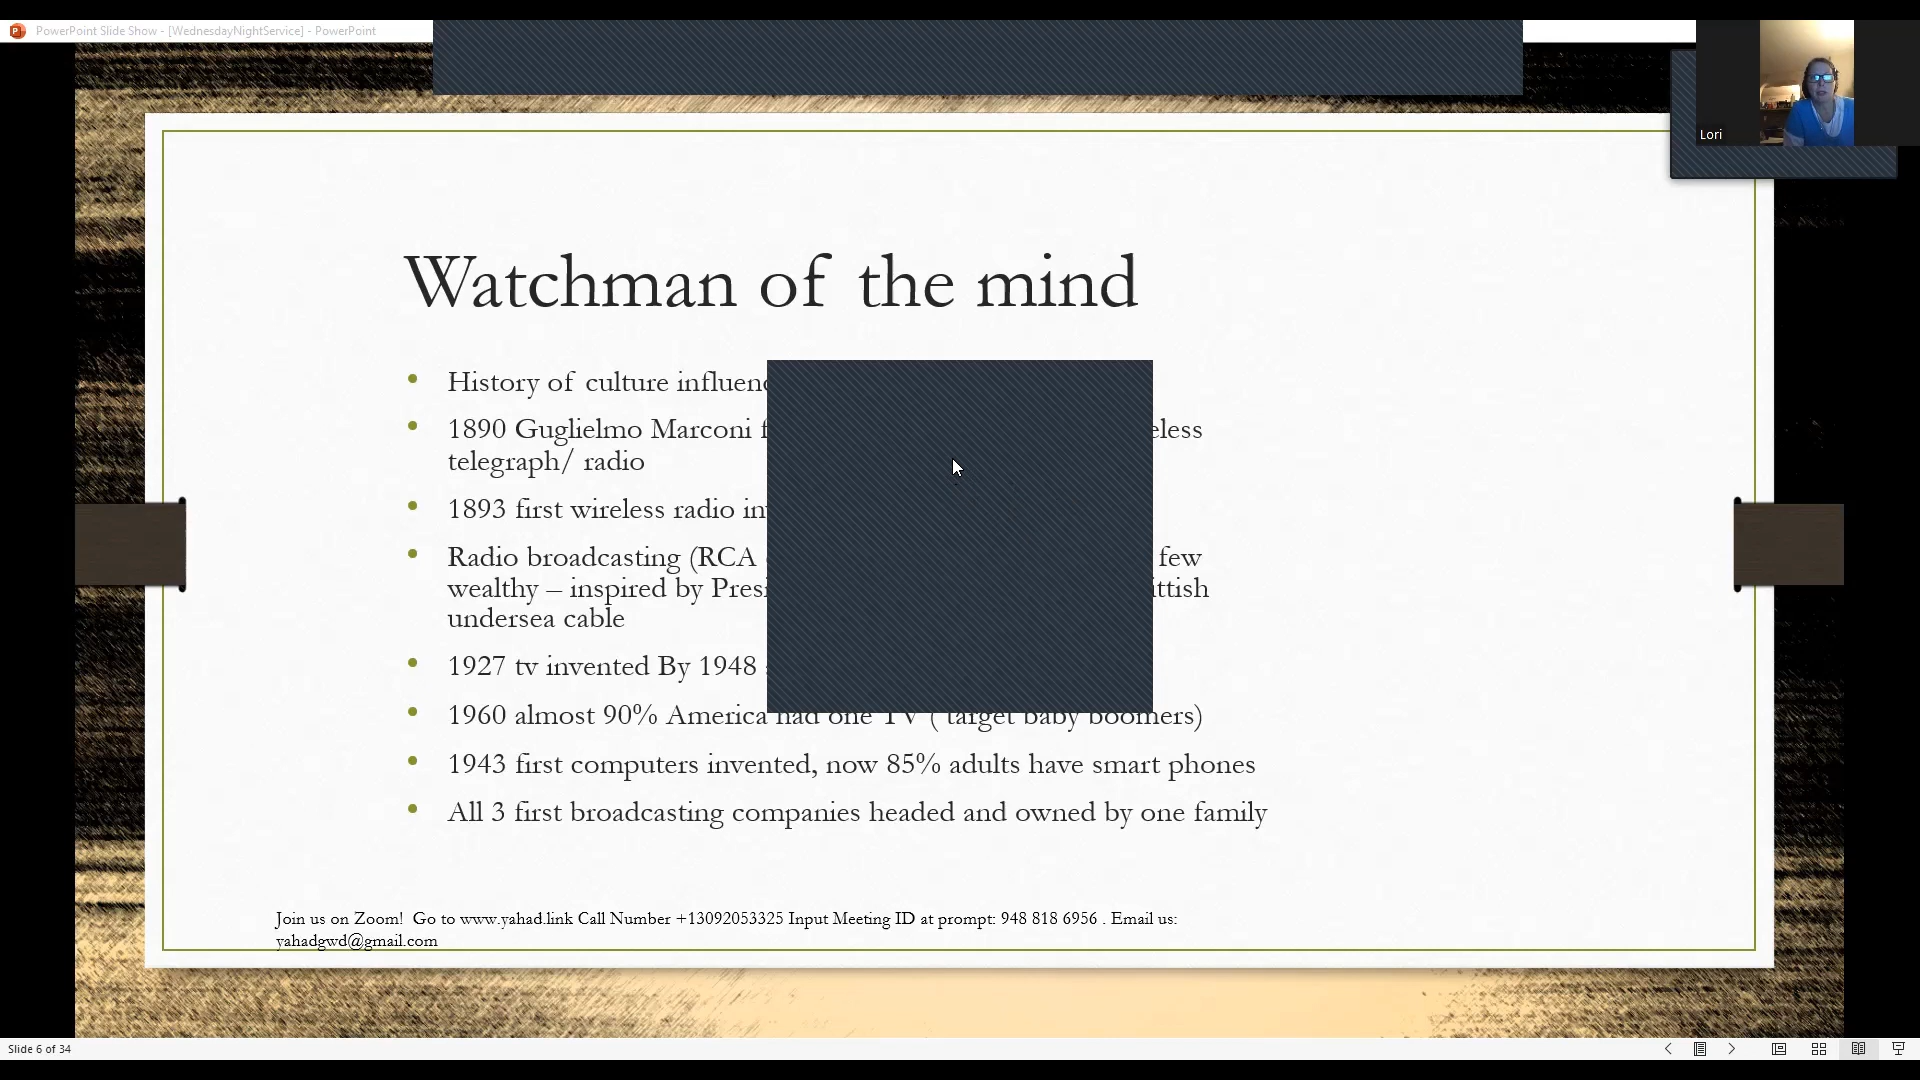 PowerPoint Slide Show - [WednesdayNightService] - PowerPoint
Lori
Watchman of the mind
• History of culture
• 1890 Guglielmo Marconi
telegraph/ radio
• 1893 first wireless radio
• Radio broadcasting (RCA few
wealthy – inspired by
undersea cable
• 1927 tv invented By 1948
• 1960 almost 90% America had one TV ( target baby boomers)
• 1943 first computers invented, now 85% adults have smart phones
• All 3 first broadcasting companies headed and owned by one family
Join us on Zoom! Go to www.yahad.link Call Number +13092053325 Input Meeting ID at prompt: 948 818 6956 . Email us:
yahadgwd@gmail.com
Slide 6 of 34